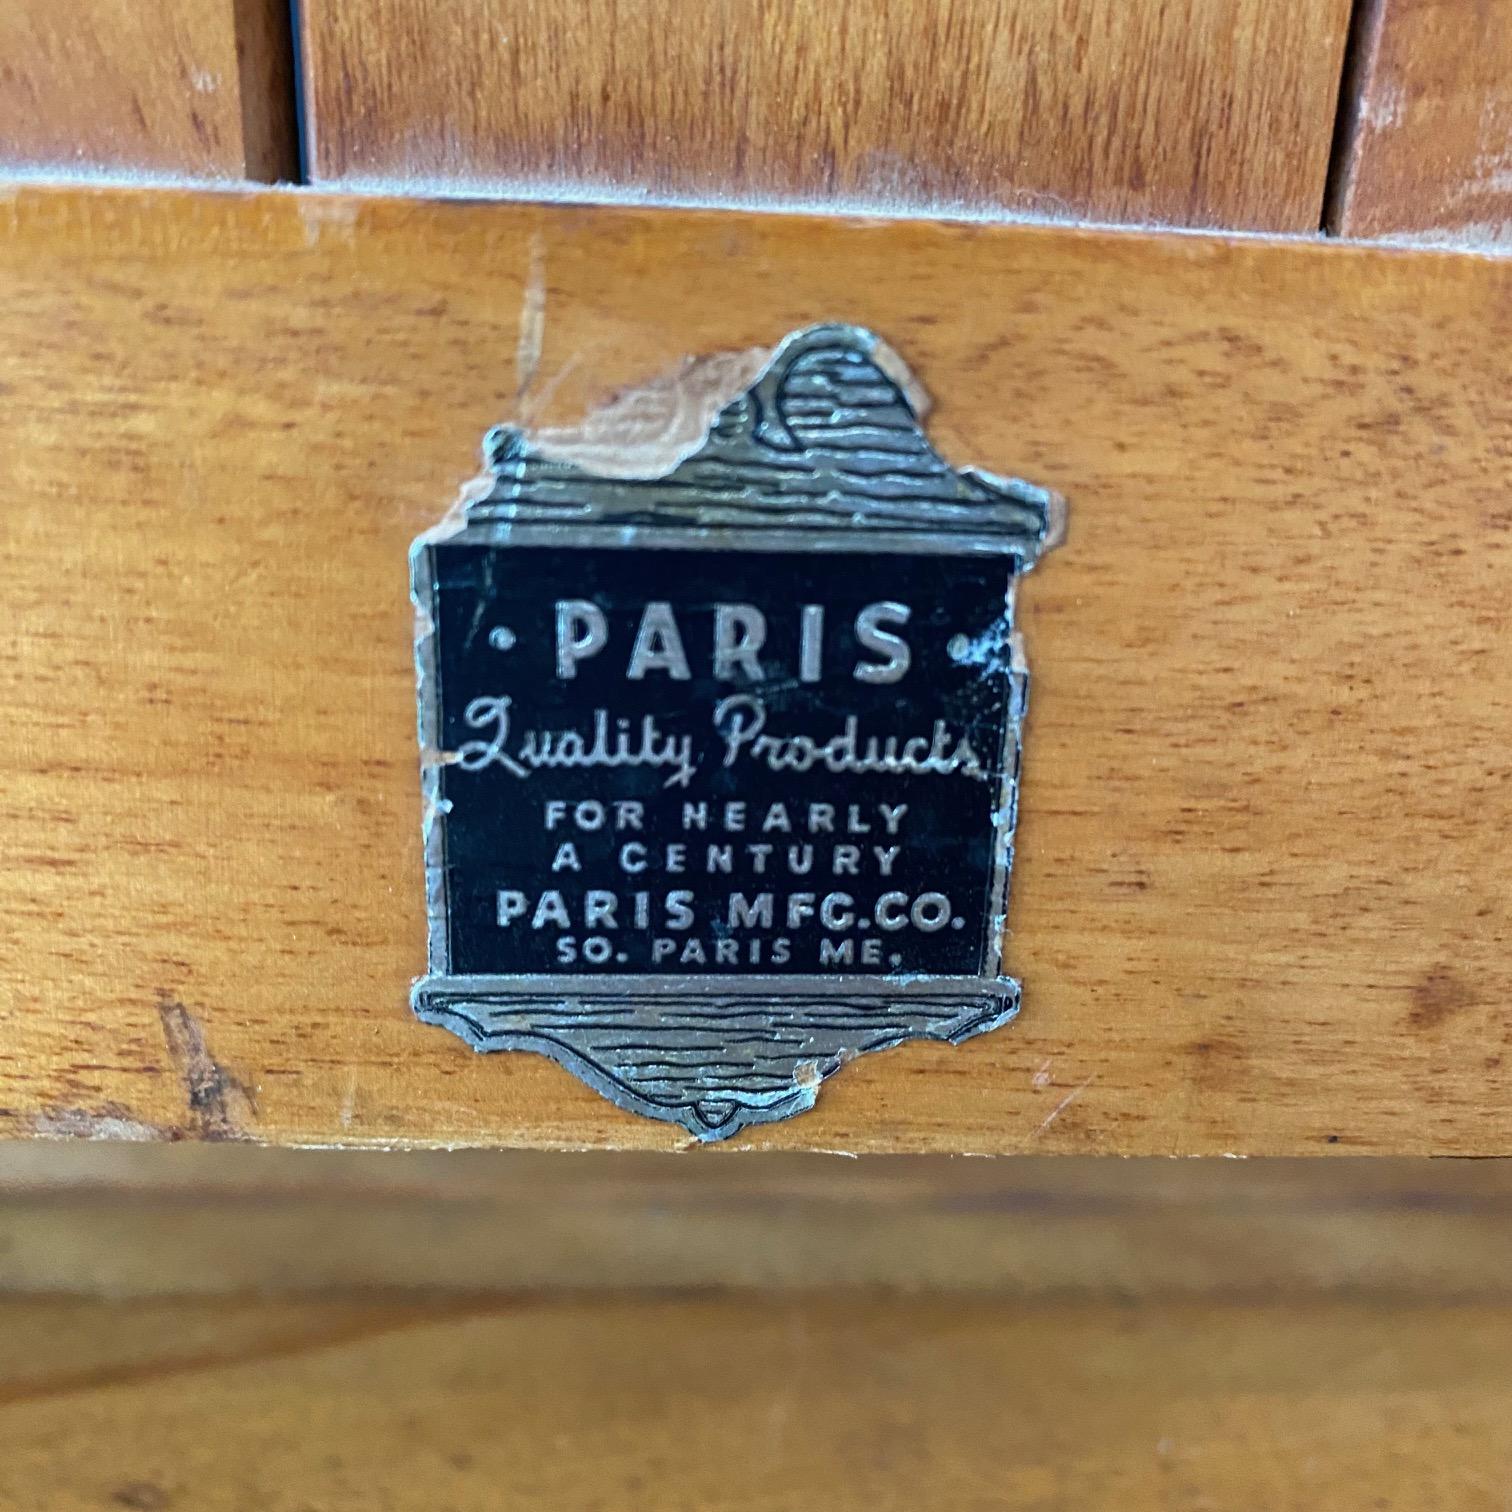 · PARIS ·
Quality Products
FOR NEARLY
A CENTURY
PARIS MFG.CO.
SO. PARIS ME.